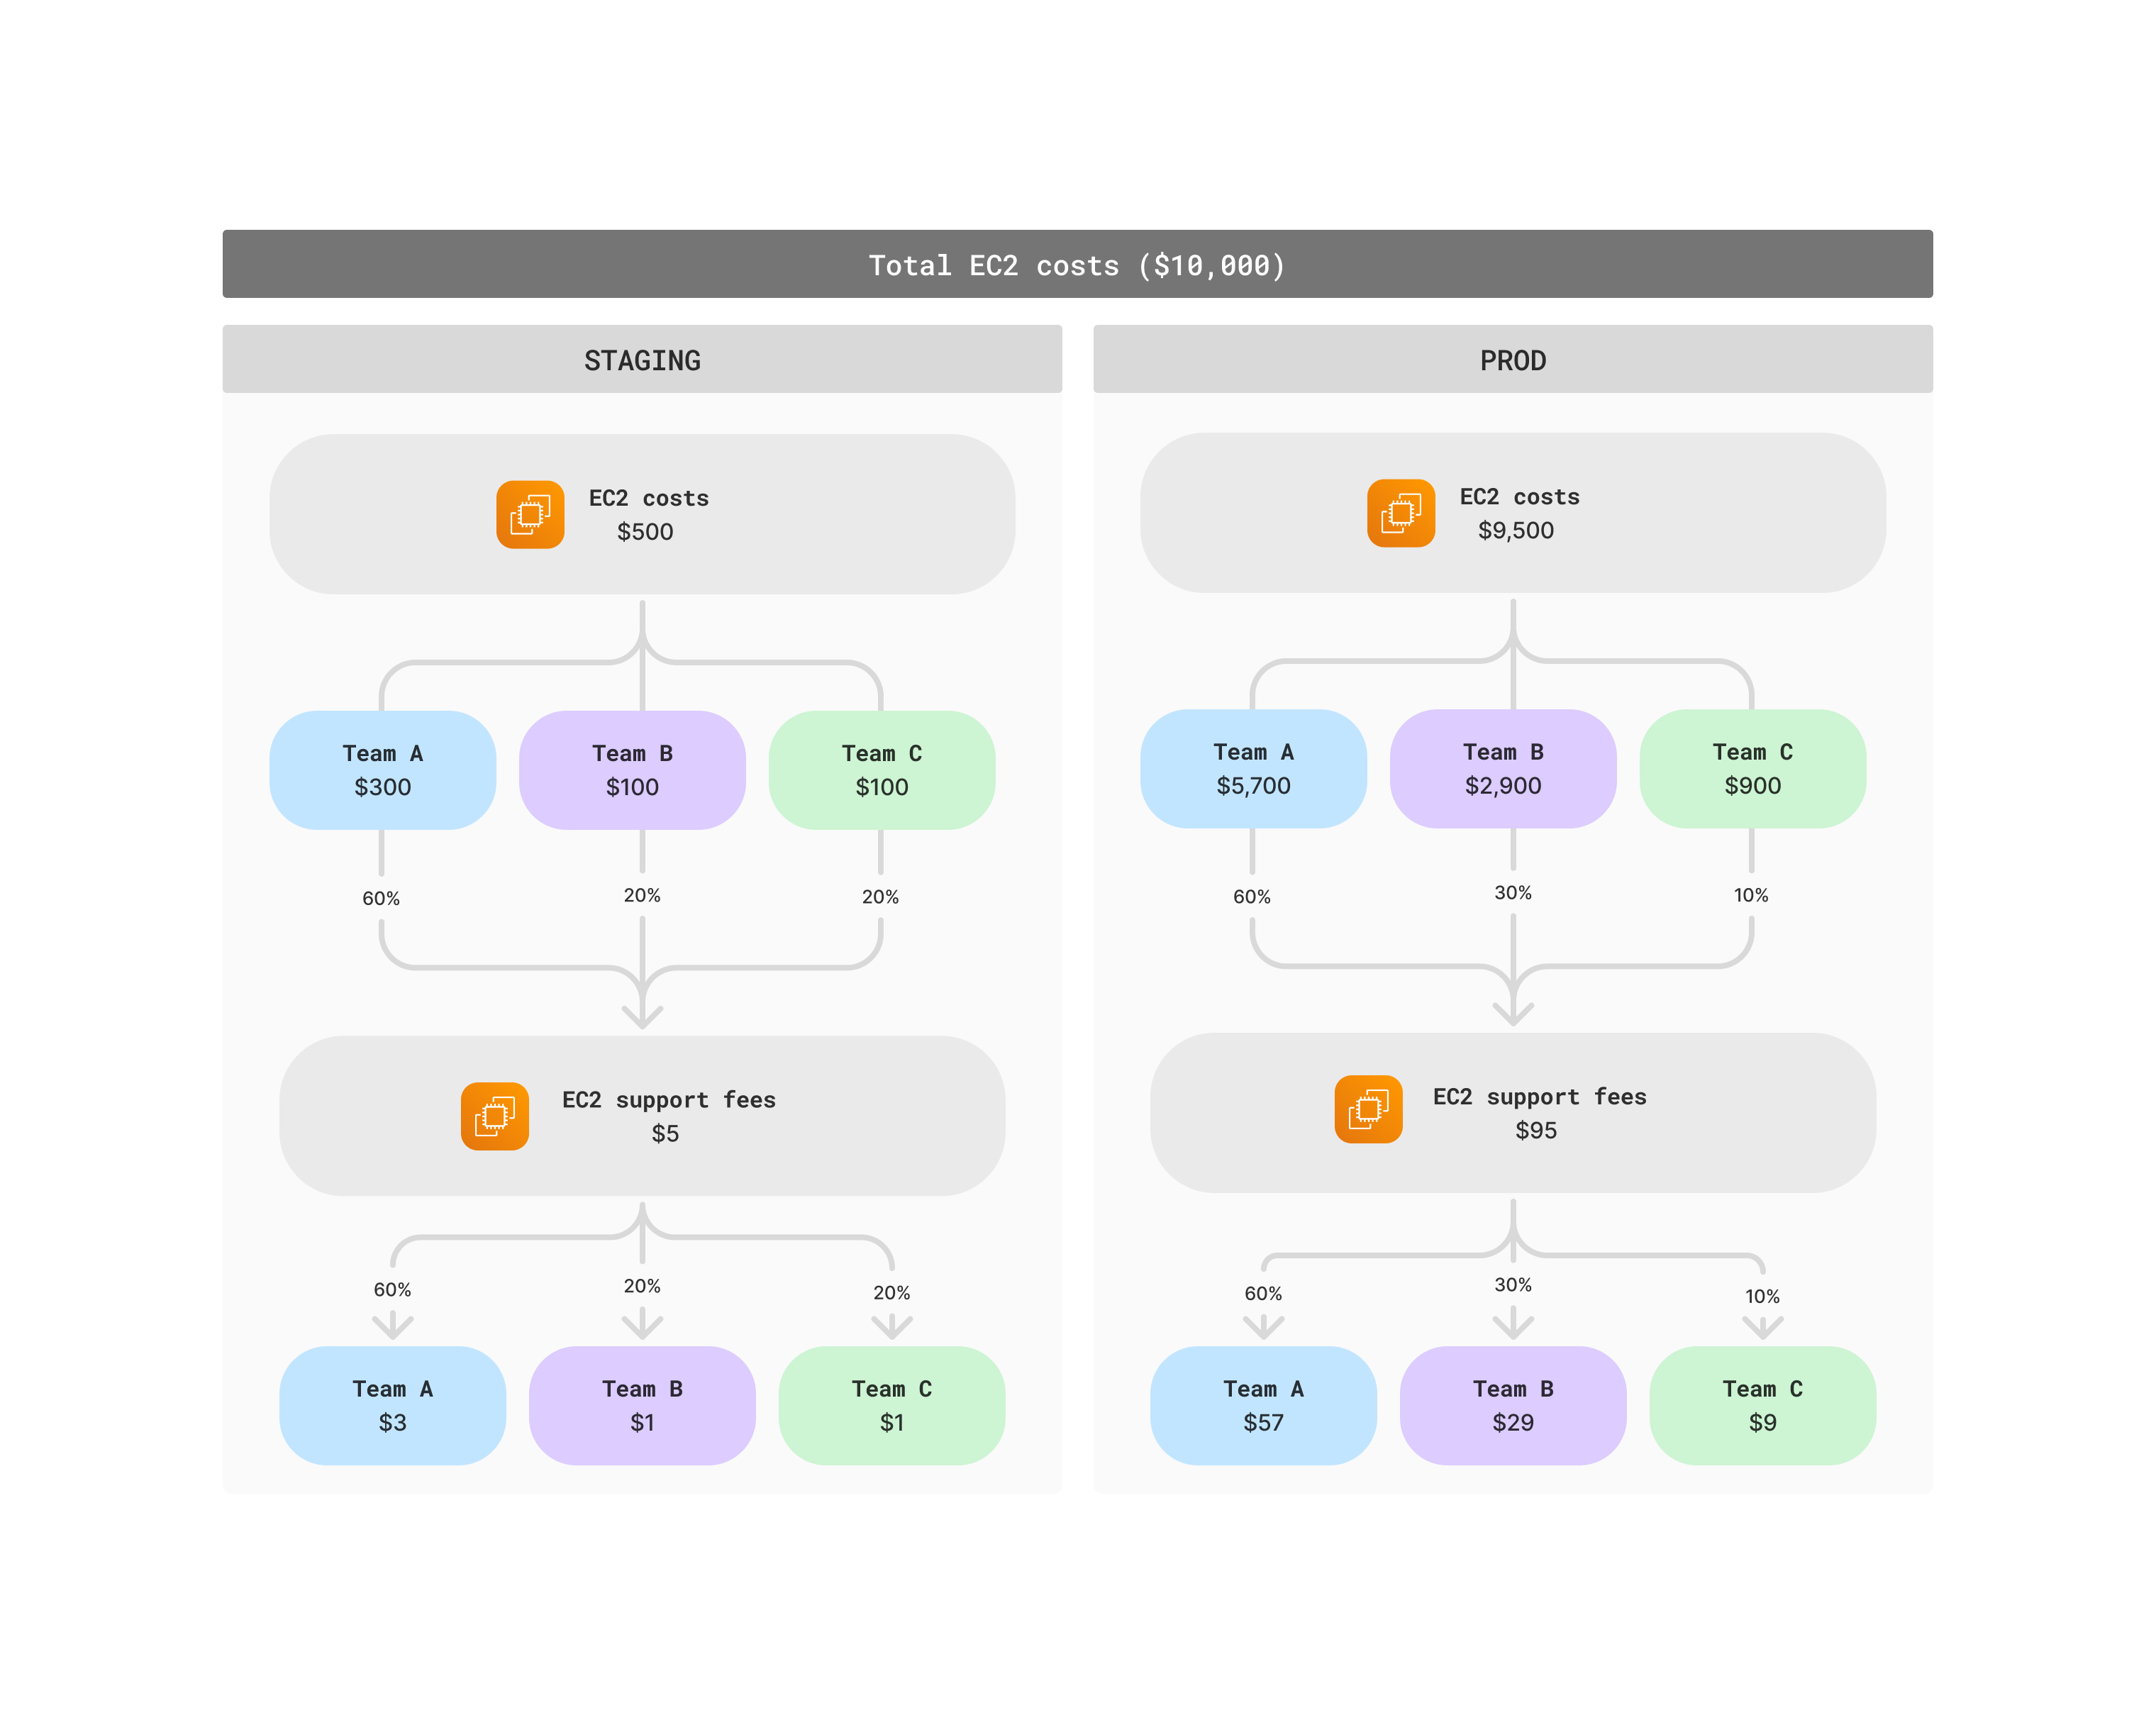 Total EC2 costs ($10,000)
STAGING
EC2 costs
$500
Team A
$300
Team B
$100
Team C
$100
60%
20%
20%
EC2 support fees
$5
60%
20%
20%
Team A
$3
Team B
$1
Team C
$1
PROD
EC2 costs
$9,500
Team A
$5,700
Team B
$2,900
Team C
$900
60%
30%
10%
EC2 support fees
$95
60%
30%
10%
Team A
$57
Team B
$29
Team C
$9